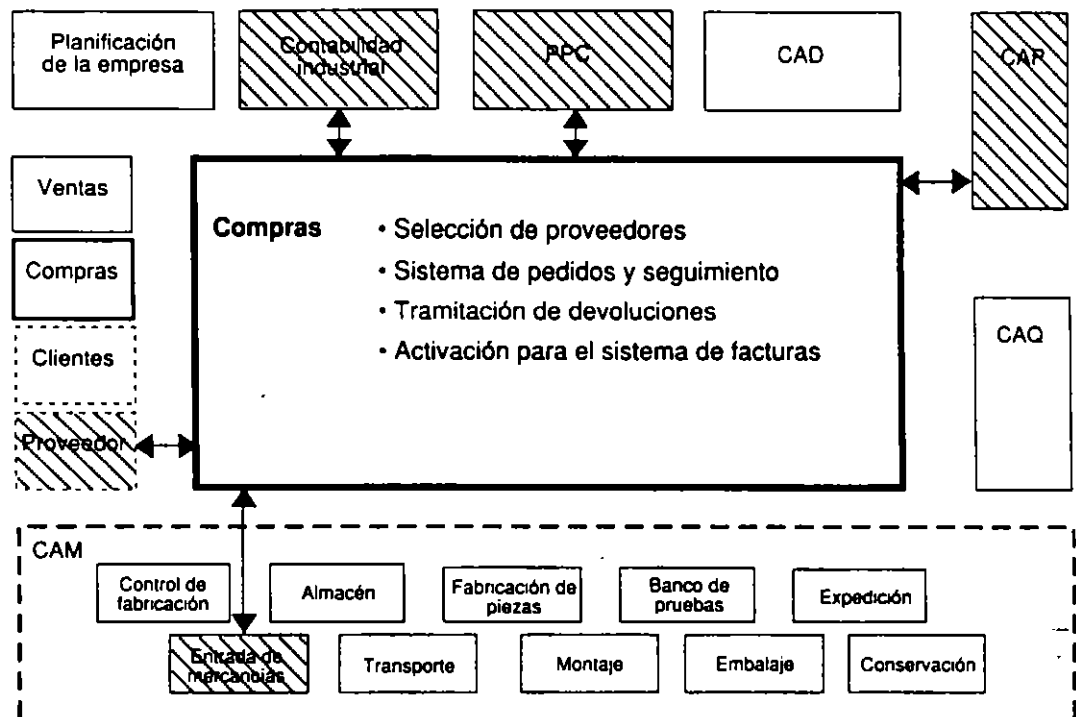 Planificación
de la empresa
Contabilidad
industrial
PPC
CAD
CAP
Ventas
Compras
Clientes
Proveedor
Compras
• Selección de proveedores
• Sistema de pedidos y seguimiento
• Tramitación de devoluciones
• Activación para el sistema de facturas
CAQ
CAM
Control de
fabricación
Almacén
Fabricación de
piezas
Banco de
pruebas
Expedición
Entrada de
mercancías
Transporte
Montaje
Embalaje
Conservación